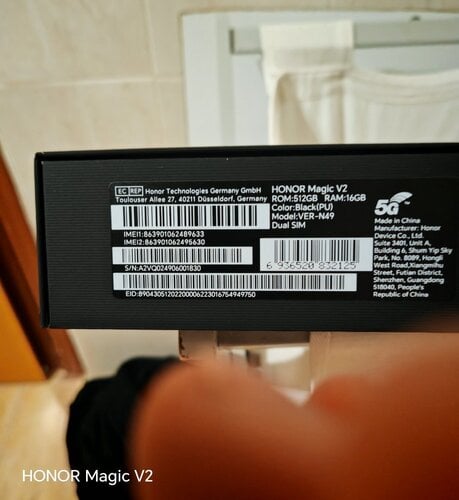 EC REP Honor Technologies Germany GmbH
Toulouser Allee 27, 40211 Düsseldorf, Germany
IMEI1:863901062489633
IMEI2:863901062495630
S/N:A2VQ024906001830
EID:89043051202200006223016754949750
HONOR Magic V2
ROM:512GB RAM:16GB
Color:Black(PU)
Model:VER-N49
Dual SIM
6 936520 832125
5G
Made in China
Manufacturer: Honor
Device Co., Ltd.
Suite 3401, Unit A,
Building 6, Shum Yip Sky
Park, No. 8089, Hongli
West Road,Xiangmihu
Street, Futian District,
Shenzhen, Guangdong
518040, People's
Republic of China
HONOR Magic V2